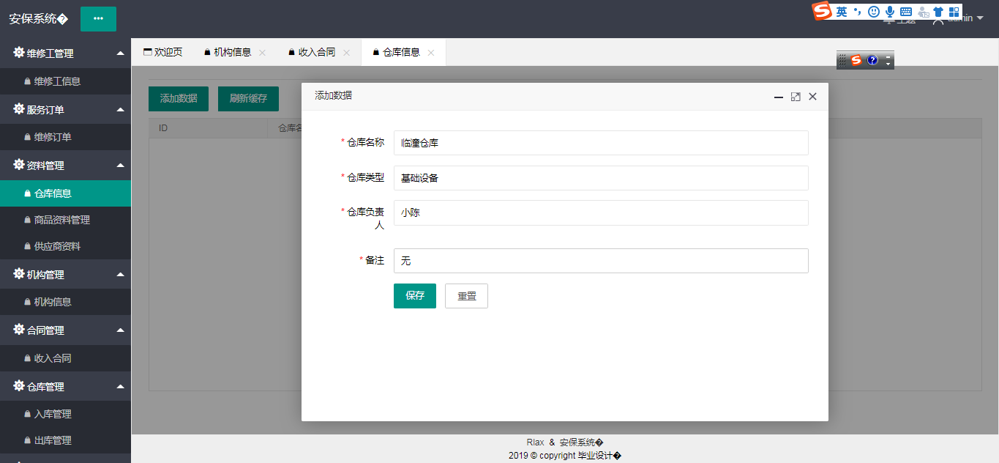 安保系统�
英
主题
admin
维修工管理
维修工信息
服务订单
维修订单
资料管理
仓库信息
商品资料管理
供应商资料
机构管理
机构信息
合同管理
收入合同
仓库管理
入库管理
出库管理
欢迎页
机构信息
收入合同
仓库信息
添加数据
刷新缓存
ID
仓库名
添加数据
* 仓库名称
临潼仓库
* 仓库类型
基础设备
* 仓库负责
人
小陈
* 备注
无
保存
重置
Rlax & 安保系统�
2019 © copyright 毕业设计�